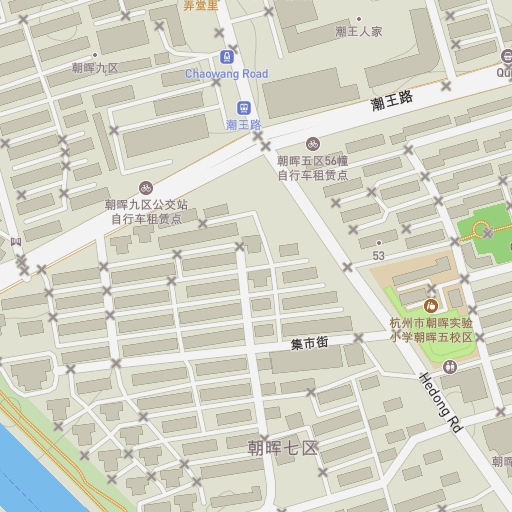 弄堂里
潮王人家
朝晖九区
Chaowang Road
潮王路
潮王路
朝晖五区56幢
自行车租赁点
朝晖九区公交站
自行车租赁点
53
杭州市朝晖实验
小学朝晖五校区
集市街
Hedong Rd
朝晖七区